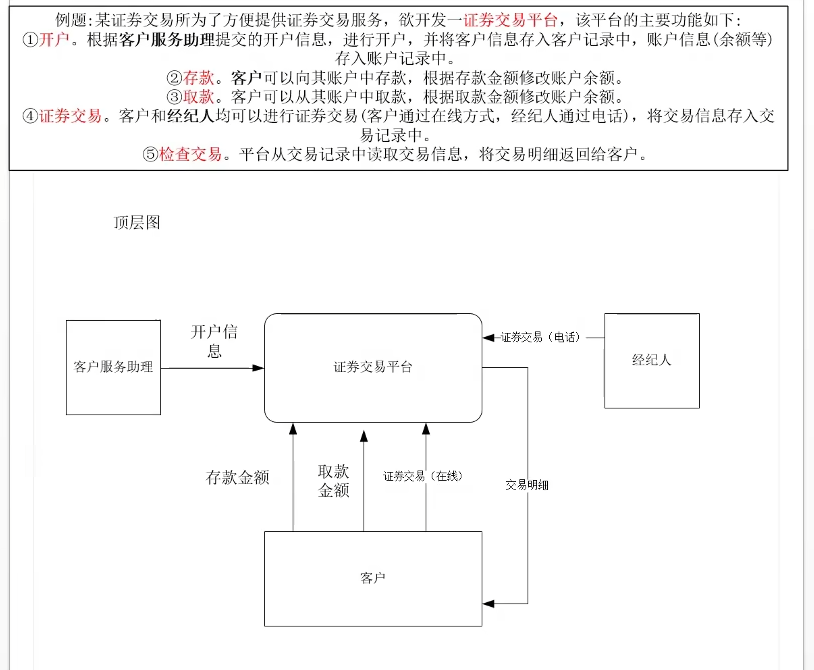 例题:某证券交易所为了方便提供证券交易服务，欲开发一证券交易平台，该平台的主要功能如下:
①开户。根据客户服务助理提交的开户信息，进行开户，并将客户信息存入客户记录中，账户信息(余额等)
存入账户记录中。
②存款。客户可以向其账户中存款，根据存款金额修改账户余额。
③取款。客户可以从其账户中取款，根据取款金额修改账户余额。
④证券交易。客户和经纪人均可以进行证券交易(客户通过在线方式，经纪人通过电话)，将交易信息存入交
易记录中。
⑤检查交易。平台从交易记录中读取交易信息，将交易明细返回给客户。
顶层图
开户信
息
证券交易（电话）
客户服务助理
证券交易平台
经纪人
存款金额
取款
金额
证券交易（在线）
交易明细
客户